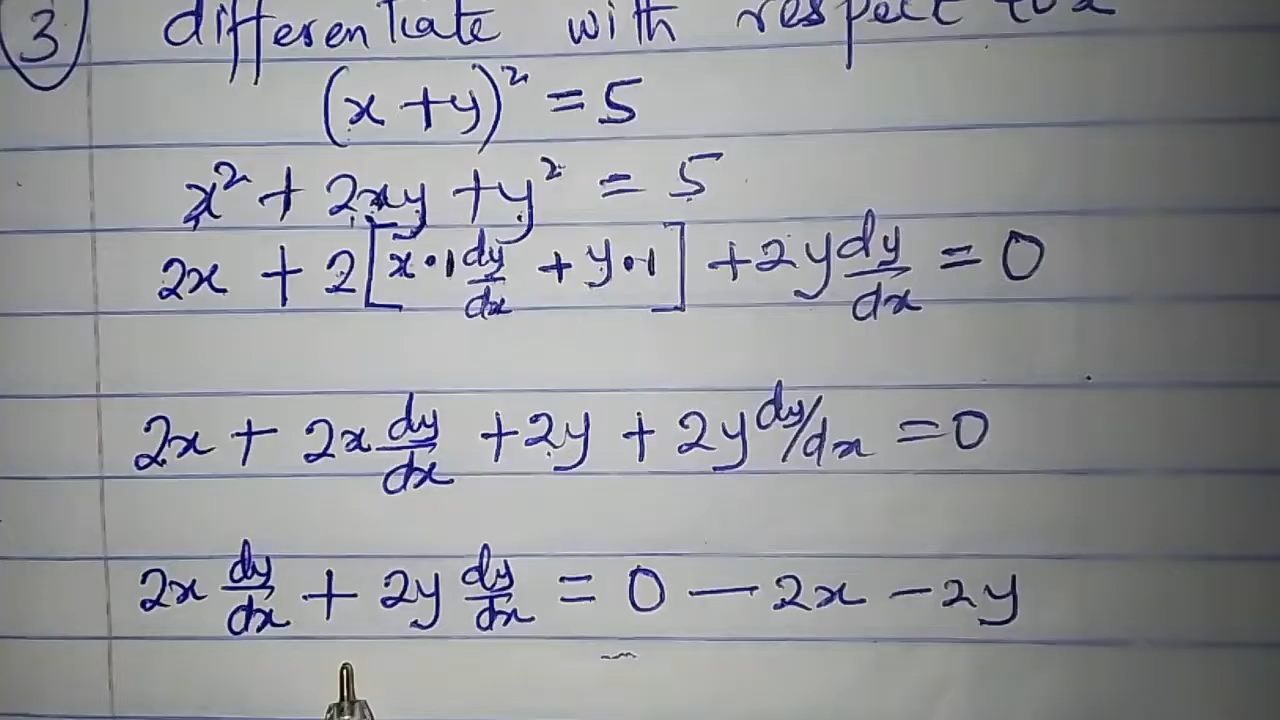 ③ differentiate with respect to x
(x + y)² = 5
x² + 2xy + y² = 5
2x + 2[x·1 dy/dx + y·1] + 2y dy/dx = 0
2x + 2x dy/dx + 2y + 2y dy/dx = 0
2x dy/dx + 2y dy/dx = 0 — 2x — 2y